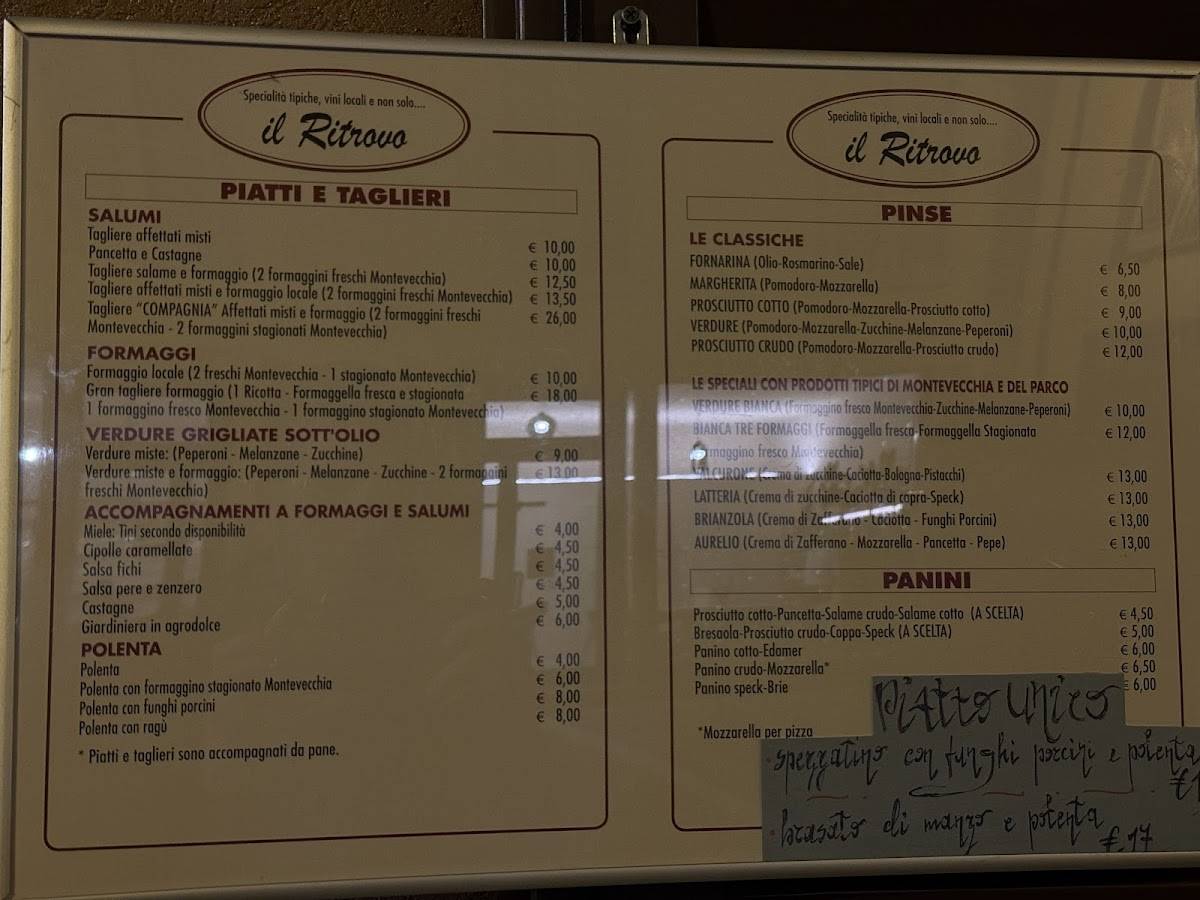 Specialità tipiche, vini locali e non solo....
il Ritrovo
PIATTI E TAGLIERI
SALUMI
Tagliere affettati misti € 10,00
Pancetta e Castagne € 10,00
Tagliere salame e formaggio (2 formaggini freschi Montevecchia) € 12,50
Tagliere affettati misti e formaggio locale (2 formaggini freschi Montevecchia) € 13,50
Tagliere "COMPAGNIA" Affettati misti e formaggio (2 formaggini freschi € 26,00
Montevecchia - 2 formaggini stagionati Montevecchia)
FORMAGGI
Formaggio locale (2 freschi Montevecchia - 1 stagionato Montevecchia) € 10,00
Gran tagliere formaggio (1 Ricotta - Formaggella fresca e stagionata € 18,00
1 formaggino fresco Montevecchia - 1 formaggino stagionato Montevecchia)
VERDURE GRIGLIATE SOTT'OLIO
Verdure miste: (Peperoni - Melanzane - Zucchine) € 9,00
Verdure miste e formaggio: (Peperoni - Melanzane - Zucchine - 2 formaggini € 13,00
freschi Montevecchia)
ACCOMPAGNAMENTI A FORMAGGI E SALUMI
Miele: Tipi secondo disponibilità € 4,00
Cipolle caramellate € 4,50
Salsa fichi € 4,50
Salsa pere e zenzero € 4,50
Castagne € 5,00
Giardiniera in agrodolce € 6,00
POLENTA
Polenta € 4,00
Polenta con formaggino stagionato Montevecchia € 6,00
Polenta con funghi porcini € 8,00
Polenta con ragù € 8,00
* Piatti e taglieri sono accompagnati da pane.
Specialità tipiche, vini locali e non solo....
il Ritrovo
PINSE
LE CLASSICHE
FORNARINA (Olio-Rosmarino-Sale) € 6,50
MARGHERITA (Pomodoro-Mozzarella) € 8,00
PROSCIUTTO COTTO (Pomodoro-Mozzarella-Prosciutto cotto) € 9,00
VERDURE (Pomodoro-Mozzarella-Zucchine-Melanzane-Peperoni) € 10,00
PROSCIUTTO CRUDO (Pomodoro-Mozzarella-Prosciutto crudo) € 12,00
LE SPECIALI CON PRODOTTI TIPICI DI MONTEVECCHIA E DEL PARCO
VERDURE BIANCA (Formaggino fresco Montevecchia-Zucchine-Melanzane-Peperoni) € 10,00
BIANCA TRE FORMAGGI (Formaggella fresca-Formaggella Stagionata € 12,00
Formaggino fresco Montevecchia)
VALCURONE (Crema di zucchine-Caciotta-Bologna-Pistacchi) € 13,00
LATTERIA (Crema di zucchine-Caciotta di capra-Speck) € 13,00
BRIANZOLA (Crema di Zafferano - Caciotta - Funghi Porcini) € 13,00
AURELIO (Crema di Zafferano - Mozzarella - Pancetta - Pepe) € 13,00
PANINI
Prosciutto cotto-Pancetta-Salame crudo-Salame cotto (A SCELTA) € 4,50
Bresaola-Prosciutto crudo-Coppa-Speck (A SCELTA) € 5,00
Panino cotto-Edamer € 6,00
Panino crudo-Mozzarella* € 6,50
Panino speck-Brie € 6,00
*Mozzarella per pizza
Piatto unico
spezzatino con funghi porcini e polenta
brasato di manzo e polenta
€ 17